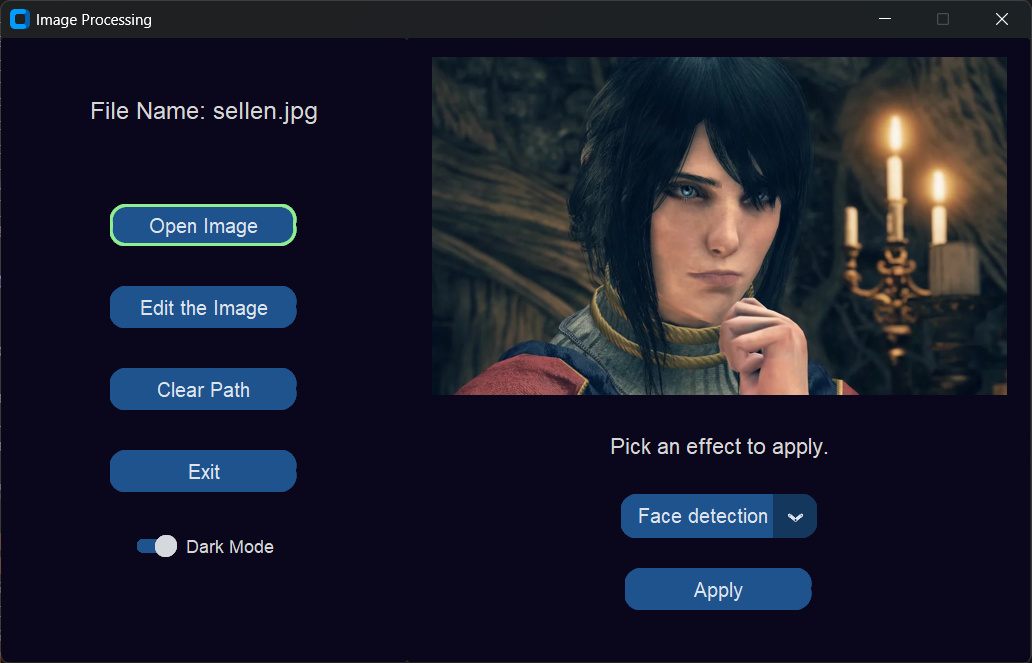 Image Processing
File Name: sellen.jpg
Open Image
Edit the Image
Clear Path
Exit
Dark Mode
Pick an effect to apply.
Face detection
Apply